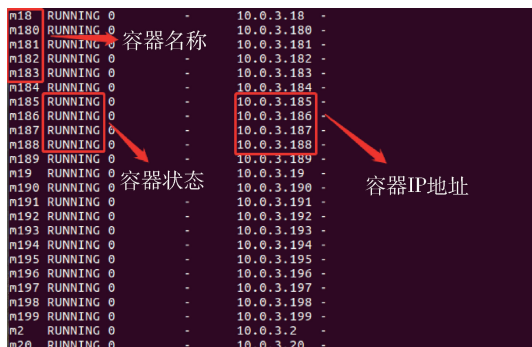 m18 RUNNING 0 - 10.0.3.18 -
m180 RUNNING 0 - 10.0.3.180 -
m181 RUNNING 0 容器名称 - 10.0.3.181 -
m182 RUNNING 0 - 10.0.3.182 -
m183 RUNNING 0 - 10.0.3.183 -
m184 RUNNING 0 - 10.0.3.184 -
m185 RUNNING 0 - 10.0.3.185 -
m186 RUNNING 0 - 10.0.3.186 -
m187 RUNNING 0 - 10.0.3.187 -
m188 RUNNING 0 - 10.0.3.188 -
m189 RUNNING 0 - 10.0.3.189 -
m19 RUNNING 0 容器状态 - 10.0.3.19 - 容器IP地址
m190 RUNNING 0 - 10.0.3.190 -
m191 RUNNING 0 - 10.0.3.191 -
m192 RUNNING 0 - 10.0.3.192 -
m193 RUNNING 0 - 10.0.3.193 -
m194 RUNNING 0 - 10.0.3.194 -
m195 RUNNING 0 - 10.0.3.195 -
m196 RUNNING 0 - 10.0.3.196 -
m197 RUNNING 0 - 10.0.3.197 -
m198 RUNNING 0 - 10.0.3.198 -
m199 RUNNING 0 - 10.0.3.199 -
m2 RUNNING 0 - 10.0.3.2 -
m20 RUNNING 0 - 10.0.3.20 -